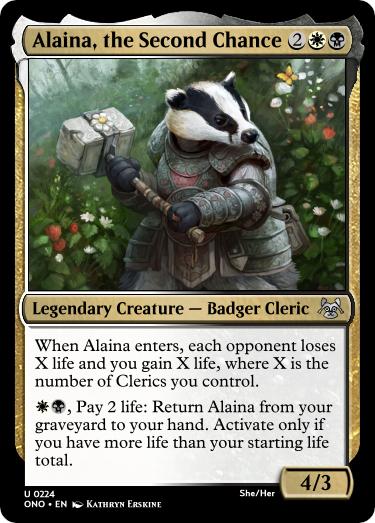 Alaina, the Second Chance 2
Legendary Creature — Badger Cleric
When Alaina enters, each opponent loses
X life and you gain X life, where X is the
number of Clerics you control.
, Pay 2 life: Return Alaina from your
graveyard to your hand. Activate only if
you have more life than your starting life
total.
4/3
U 0224
She/Her
ONO • EN Kathryn Erskine